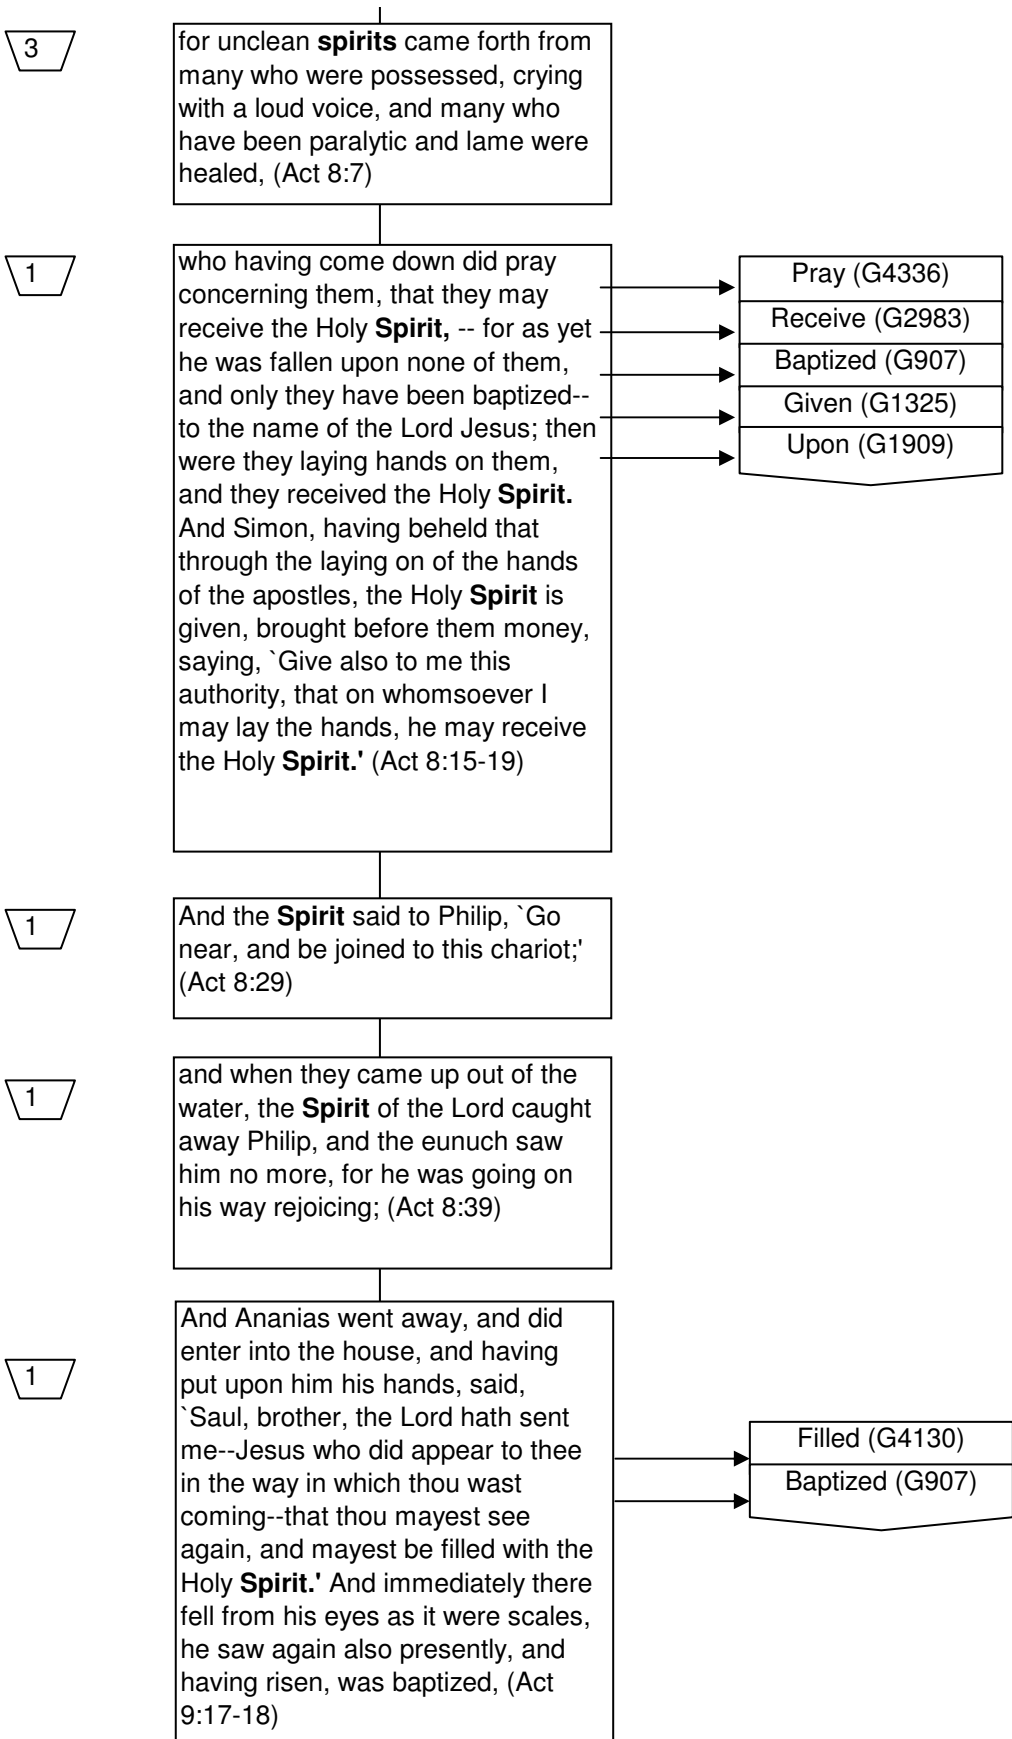 3
for unclean spirits came forth from
many who were possessed, crying
with a loud voice, and many who
have been paralytic and lame were
healed, (Act 8:7)
1
who having come down did pray
concerning them, that they may
receive the Holy Spirit, -- for as yet
he was fallen upon none of them,
and only they have been baptized--
to the name of the Lord Jesus; then
were they laying hands on them,
and they received the Holy Spirit.
And Simon, having beheld that
through the laying on of the hands
of the apostles, the Holy Spirit is
given, brought before them money,
saying, `Give also to me this
authority, that on whomsoever I
may lay the hands, he may receive
the Holy Spirit.' (Act 8:15-19)
Pray (G4336)
Receive (G2983)
Baptized (G907)
Given (G1325)
Upon (G1909)
1
And the Spirit said to Philip, `Go
near, and be joined to this chariot;'
(Act 8:29)
1
and when they came up out of the
water, the Spirit of the Lord caught
away Philip, and the eunuch saw
him no more, for he was going on
his way rejoicing; (Act 8:39)
1
And Ananias went away, and did
enter into the house, and having
put upon him his hands, said,
`Saul, brother, the Lord hath sent
me--Jesus who did appear to thee
in the way in which thou wast
coming--that thou mayest see
again, and mayest be filled with the
Holy Spirit.' And immediately there
fell from his eyes as it were scales,
he saw again also presently, and
having risen, was baptized, (Act
9:17-18)
Filled (G4130)
Baptized (G907)